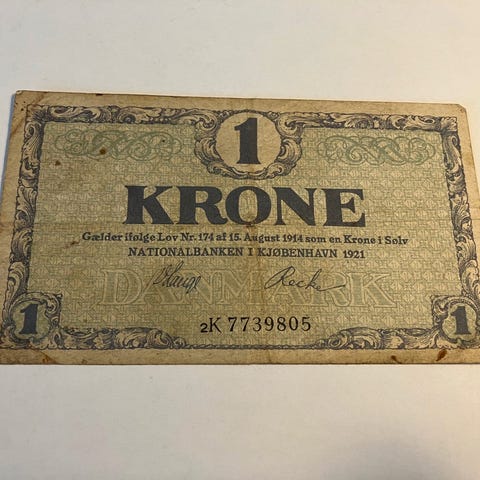 1
KRONE
Gælder ifølge Lov Nr. 174 af 15. August 1914 som en Krone i Sølv
NATIONALBANKEN I KJØBENHAVN 1921
DANMARK
V. Lange
2K 7739805
1 1